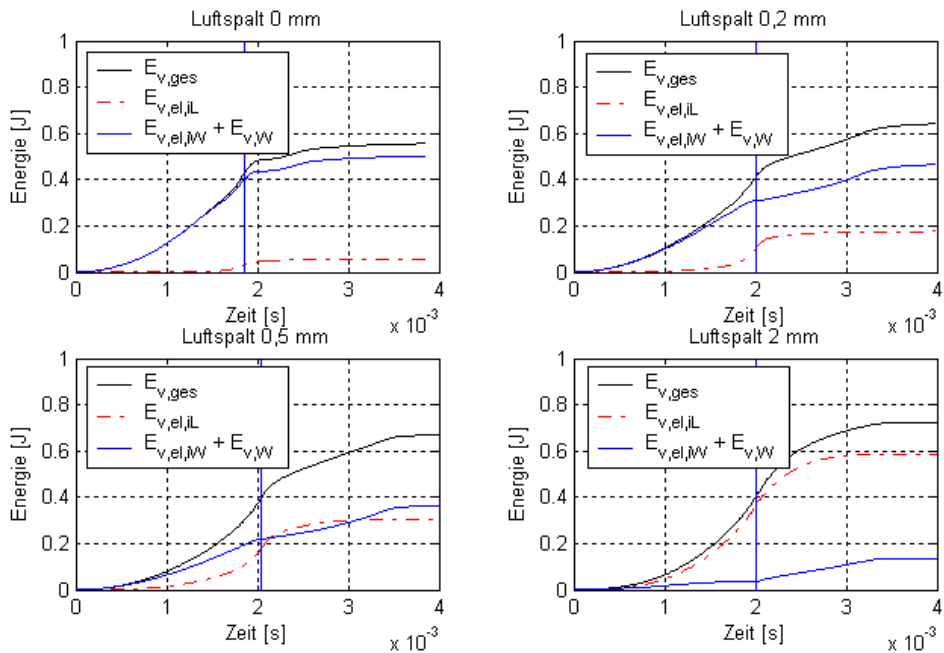 Luftspalt 0 mm
Energie [J]
1
0.8
0.6
0.4
0.2
0
E_v,ges
E_v,el,iL
E_v,el,iW + E_v,W
0 1 2 3 4
Zeit [s]
x 10^-3
Luftspalt 0,2 mm
Energie [J]
1
0.8
0.6
0.4
0.2
0
E_v,ges
E_v,el,iL
E_v,el,iW + E_v,W
0 1 2 3 4
Zeit [s]
x 10^-3
Luftspalt 0,5 mm
Energie [J]
1
0.8
0.6
0.4
0.2
0
E_v,ges
E_v,el,iL
E_v,el,iW + E_v,W
0 1 2 3 4
Zeit [s]
x 10^-3
Luftspalt 2 mm
Energie [J]
1
0.8
0.6
0.4
0.2
0
E_v,ges
E_v,el,iL
E_v,el,iW + E_v,W
0 1 2 3 4
Zeit [s]
x 10^-3